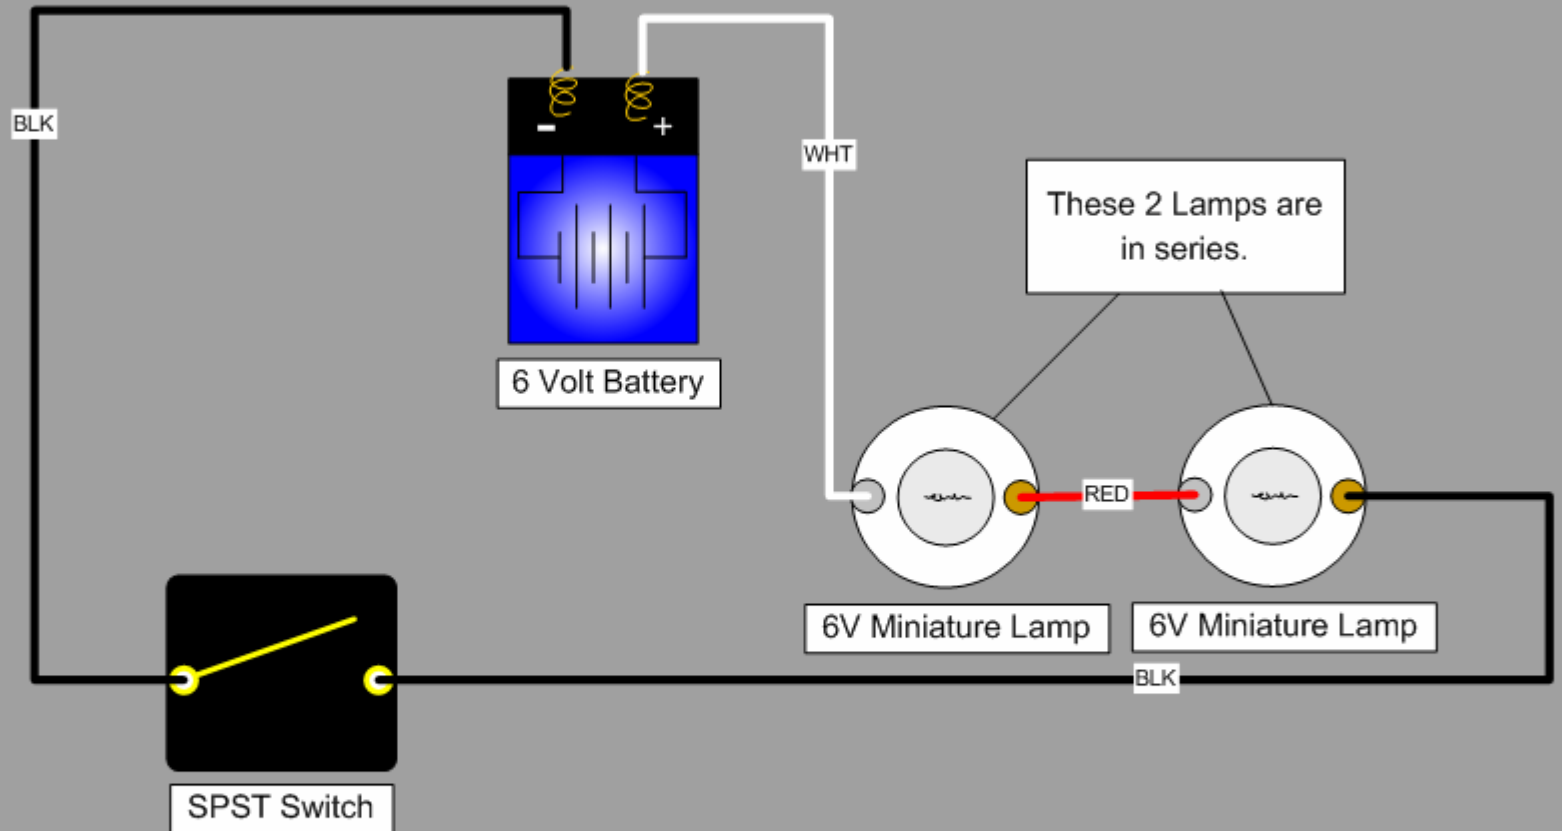 BLK
- +
WHT
These 2 Lamps are
in series.
6 Volt Battery
RED
6V Miniature Lamp
6V Miniature Lamp
BLK
SPST Switch